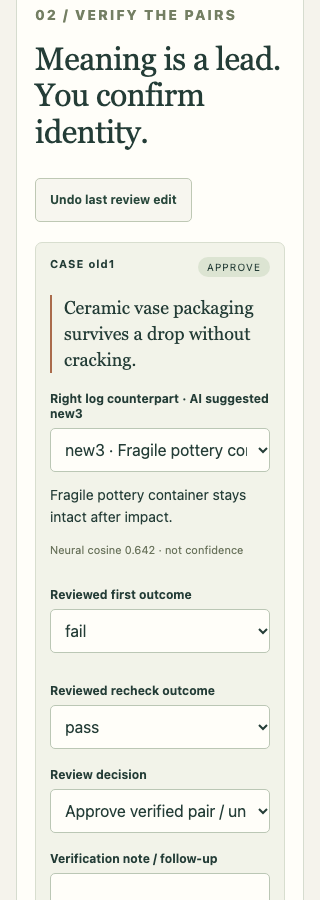 02 / VERIFY THE PAIRS
Meaning is a lead.
You confirm
identity.
Undo last review edit
CASE old1
APPROVE
Ceramic vase packaging
survives a drop without
cracking.
Right log counterpart · AI suggested
new3
new3 · Fragile pottery co
Fragile pottery container stays
intact after impact.
Neural cosine 0.642 · not confidence
Reviewed first outcome
fail
Reviewed recheck outcome
pass
Review decision
Approve verified pair / un
Verification note / follow-up